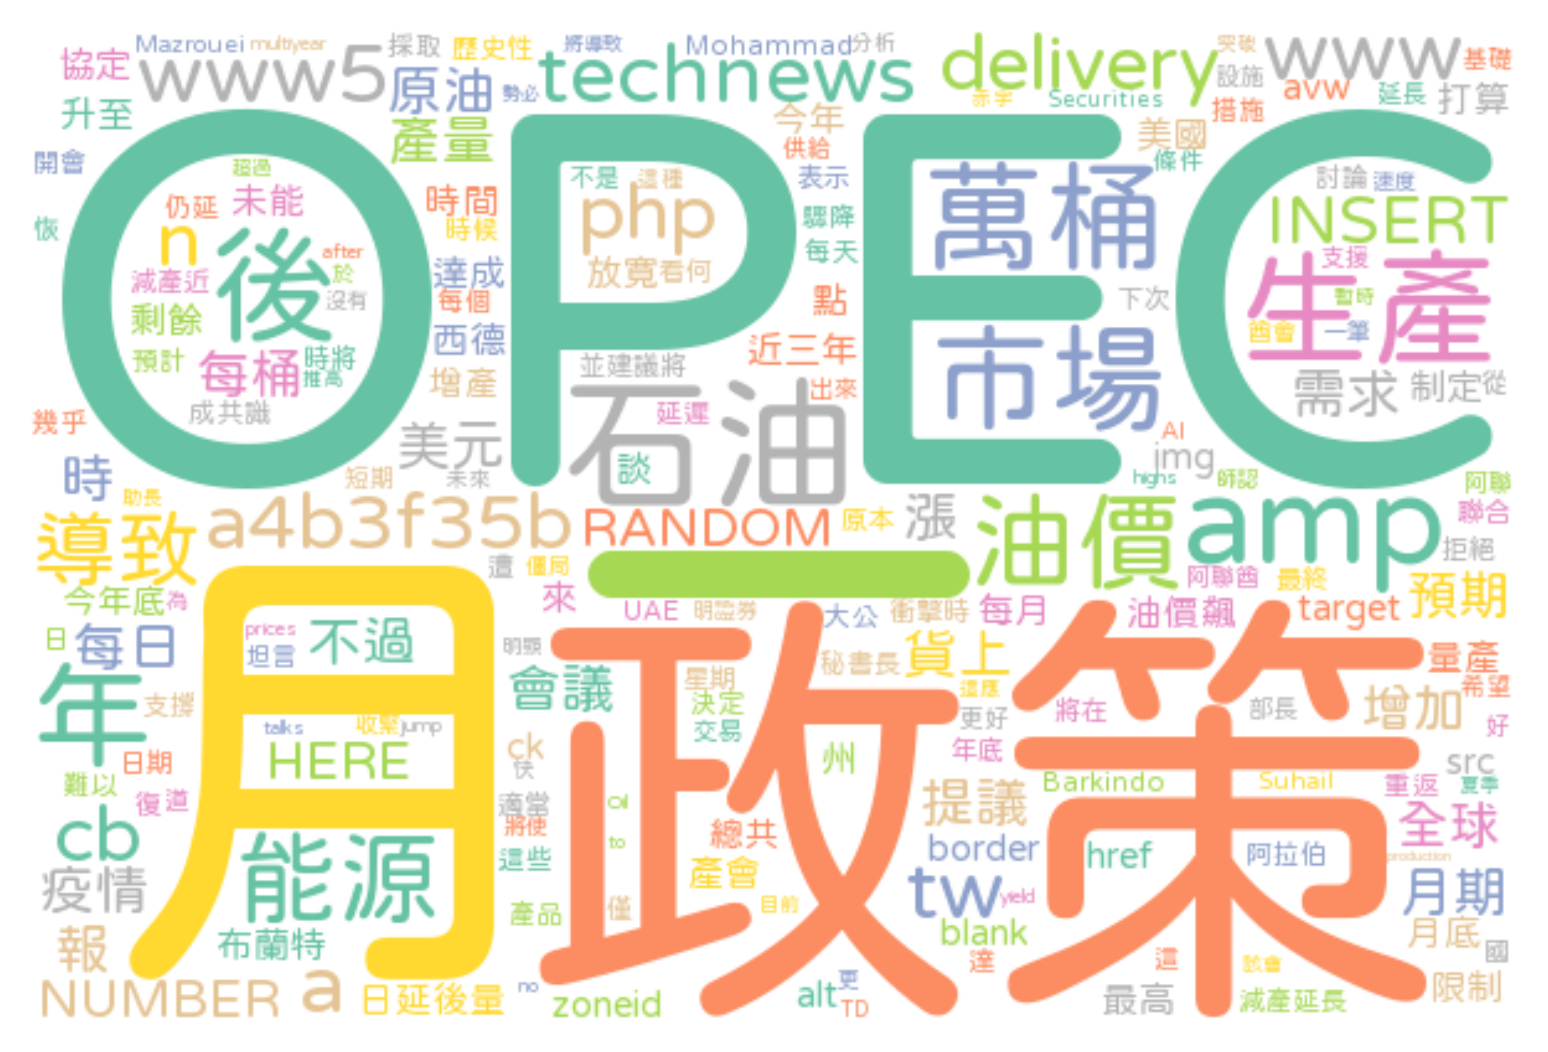 協定 Mazrouei multiyear 採取 歷史性 將導致 Mohammad 分析 突破 基礎
www5 原油 勢必 technews delivery 設施 www
升至 產量 今年 赤字 Securities 美國 措施 avw 延長 打算
開會 供給 條件
OPEC
超過 不是 這種 表示 萬桶 討論 速度
仍延 未能 時間 php 驟降 INSERT
恢 n 後 after 時候 每天 支援 生產
減產近 於 沒有 達成 放寬 看何 點 下次 暫時
剩餘 每個 酋會 一筆
預計 每桶 時將 推高 西德 近三年 市場 需求 制定 從
成共識 增產 並建議將 出來
幾乎 美元 石油 延遲 AI img
時 助長 短期 未來 談 highs 師認 阿聯
導致 a4b3f35b RANDOM 原本 漲 油價 amp 聯合
遭 僵局 一 拒絕
今年底 為 來 UAE 明證券 大公 衝擊時 每月 阿聯酋 最終 油價飆 target 預期
日 每日 prices 坦言 不過 明顯 秘書長 貨上 量產
月 政策
年 支撐 會議 星期 決定 這應 更好 將在 部長 增加 希望
talks 收緊 jump 交易 好
日期 HERE ck 快 州 年底 src
難以 復 道 適當 Oil Barkindo Suhail 重返 夏季
cb 能源 將使 to 總共 提議 全球
疫情 這些 產會 border href 阿拉伯 production
產品 僅 目前 tw yield 月期
報 布蘭特 blank 月底 國
NUMBER a 日延後量 no zoneid alt 更 TD 達 這 該會 最高 減產延長 限制